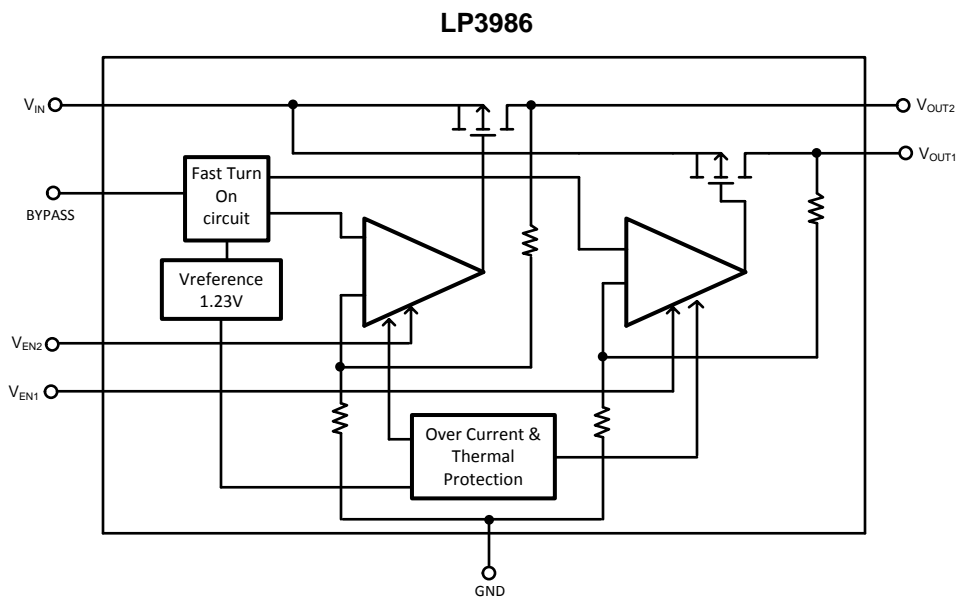 LP3986
VIN
VOUT2
VOUT1
Fast Turn
On
circuit
BYPASS
Vreference
1.23V
VEN2
VEN1
Over Current &
Thermal
Protection
GND